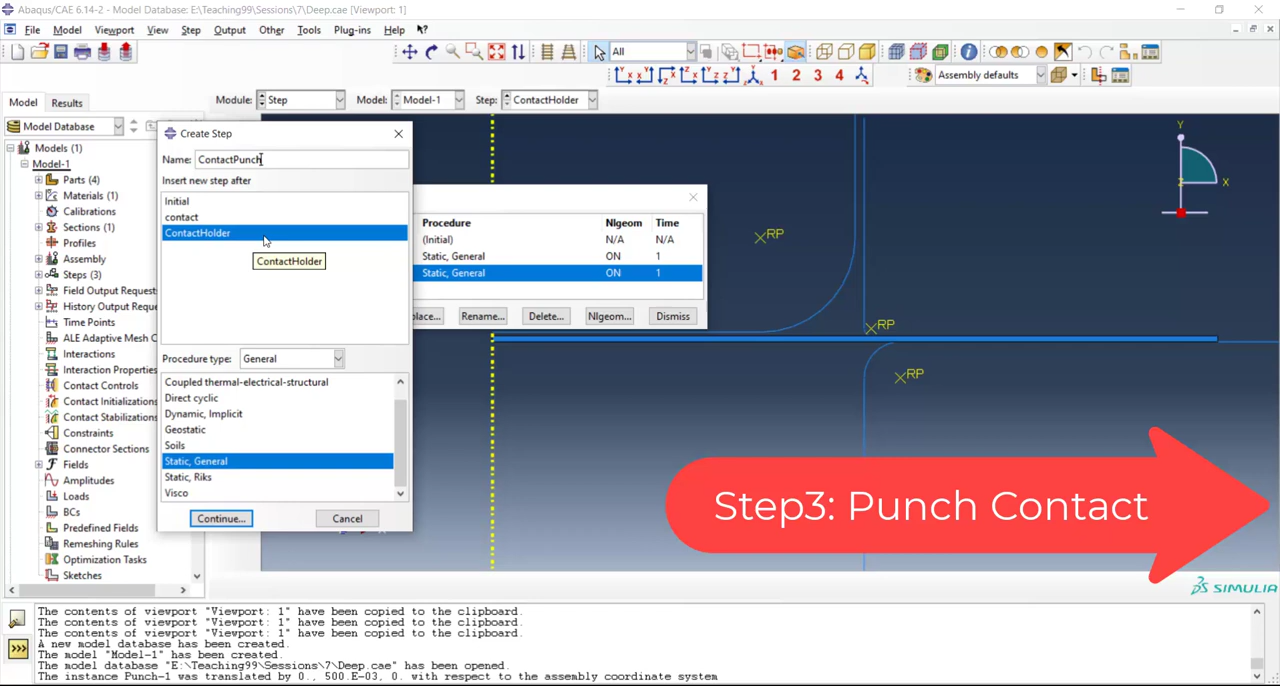 Abaqus/CAE 6.14-2 - Model Database: E:\Teaching99\Sessions\7\Deep.cae [Viewport: 1]
File Model Viewport View Step Output Other Tools Plug-ins Help
All
1 2 3 4 Assembly defaults
Model Results Module: Step Model: Model-1 Step: ContactHolder
Model Database
Models (1)
Model-1
Parts (4)
Materials (1)
Calibrations
Sections (1)
Profiles
Assembly
Steps (3)
Field Output Request
History Output Reque
Time Points
ALE Adaptive Mesh C
Interactions
Interaction Properties
Contact Controls
Contact Initializations
Contact Stabilizations
Constraints
Connector Sections
Fields
Amplitudes
Loads
BCs
Predefined Fields
Remeshing Rules
Optimization Tasks
Sketches
Create Step
Name: ContactPunch
Insert new step after
Initial
contact
ContactHolder
ContactHolder
Procedure type: General
Coupled thermal-electrical-structural
Direct cyclic
Dynamic, Implicit
Geostatic
Soils
Static, General
Static, Riks
Visco
Continue... Cancel
Procedure Nlgeom Time
(Initial) N/A N/A
Static, General ON 1
Static, General ON 1
place... Rename... Delete... Nlgeom... Dismiss
RP
RP
RP
Y
Z X
Step3: Punch Contact
SIMULIA
The contents of viewport "Viewport: 1" have been copied to the clipboard.
The contents of viewport "Viewport: 1" have been copied to the clipboard.
The contents of viewport "Viewport: 1" have been copied to the clipboard.
A new model database has been created.
The model "Model-1" has been created.
The model database "E:\Teaching99\Sessions\7\Deep.cae" has been opened.
The instance Punch-1 was translated by 0., 500.E-03, 0. with respect to the assembly coordinate system